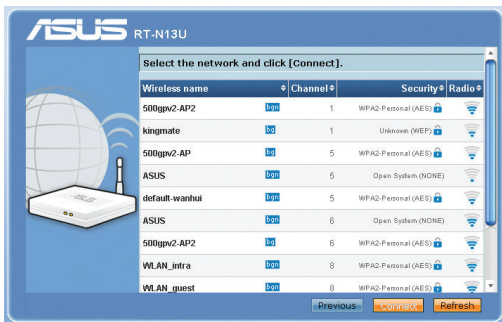 ASUS RT-N13U
Select the network and click [Connect].
Wireless name Channel Security Radio
500gpv2-AP2 bgn 1 WPA2-Personal (AES)
kingmate bg 1 Unknown (WEP)
500gpv2-AP bg 5 WPA2-Personal (AES)
ASUS bgn 5 Open System (NONE)
default-wanhui bgn 5 WPA2-Personal (AES)
ASUS bgn 6 Open System (NONE)
500gpv2-AP2 bg 6 WPA2-Personal (AES)
WLAN_intra bgn 8 WPA2-Personal (AES)
WLAN_guest bgn 8 WPA2-Personal (AES)
Previous Connect Refresh